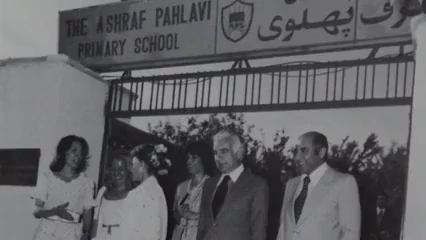 THE ASHRAF PAHLAVI
PRIMARY SCHOOL
پهلوی